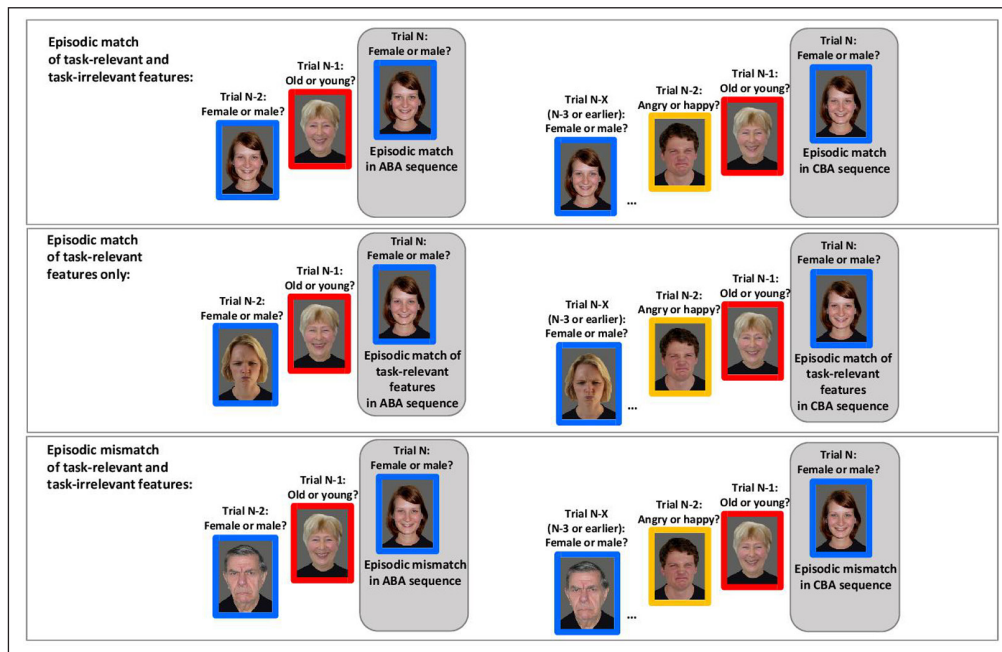 Episodic match
of task-relevant and
task-irrelevant features:
Trial N-2:
Female or male?
Trial N-1:
Old or young?
Trial N:
Female or male?
Episodic match
in ABA sequence
Trial N-X
(N-3 or earlier):
Female or male?
...
Trial N-2:
Angry or happy?
Trial N-1:
Old or young?
Trial N:
Female or male?
Episodic match
in CBA sequence
Episodic match
of task-relevant
features only:
Trial N-2:
Female or male?
Trial N-1:
Old or young?
Trial N:
Female or male?
Episodic match of
task-relevant
features
in ABA sequence
Trial N-X
(N-3 or earlier):
Female or male?
...
Trial N-2:
Angry or happy?
Trial N-1:
Old or young?
Trial N:
Female or male?
Episodic match of
task-relevant
features
in CBA sequence
Episodic mismatch
of task-relevant and
task-irrelevant features:
Trial N-2:
Female or male?
Trial N-1:
Old or young?
Trial N:
Female or male?
Episodic mismatch
in ABA sequence
Trial N-X
(N-3 or earlier):
Female or male?
...
Trial N-2:
Angry or happy?
Trial N-1:
Old or young?
Trial N:
Female or male?
Episodic mismatch
in CBA sequence